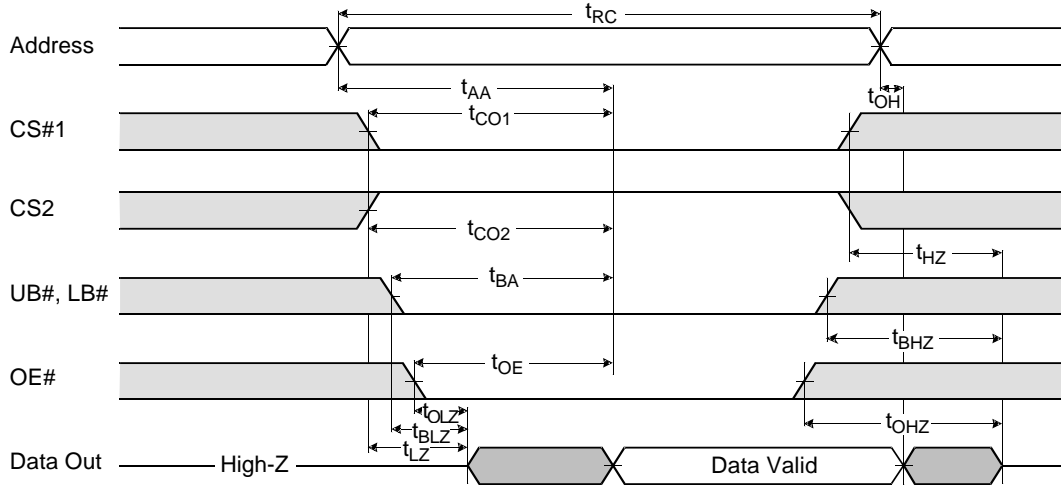 tRC
Address
tAA
tOH
tCO1
CS#1
CS2
tCO2
tHZ
tBA
UB#, LB#
tBHZ
tOE
OE#
tOLZ
tOHZ
tBLZ
tLZ
Data Out
High-Z
Data Valid